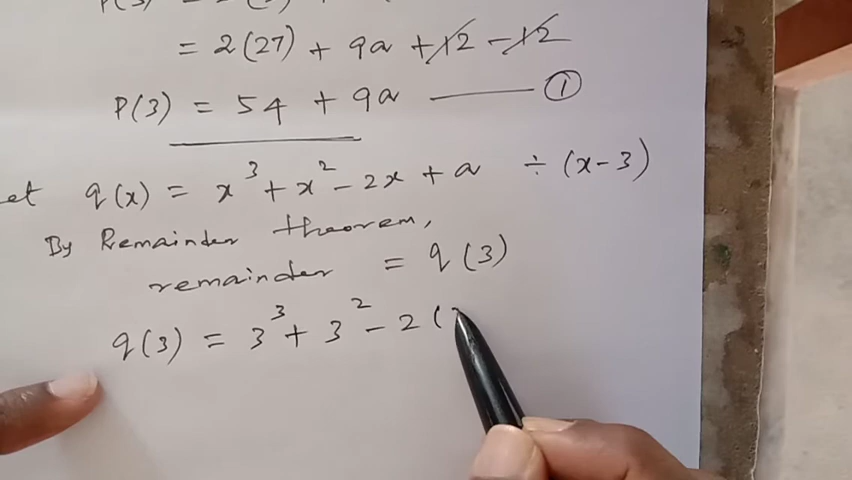 = 2(27) + 9a + 12 - 12
P(3) = 54 + 9a ——— ①
et q(x) = x³ + x² - 2x + a ÷ (x-3)
By Remainder theorem,
remainder = q(3)
q(3) = 3³ + 3² - 2(